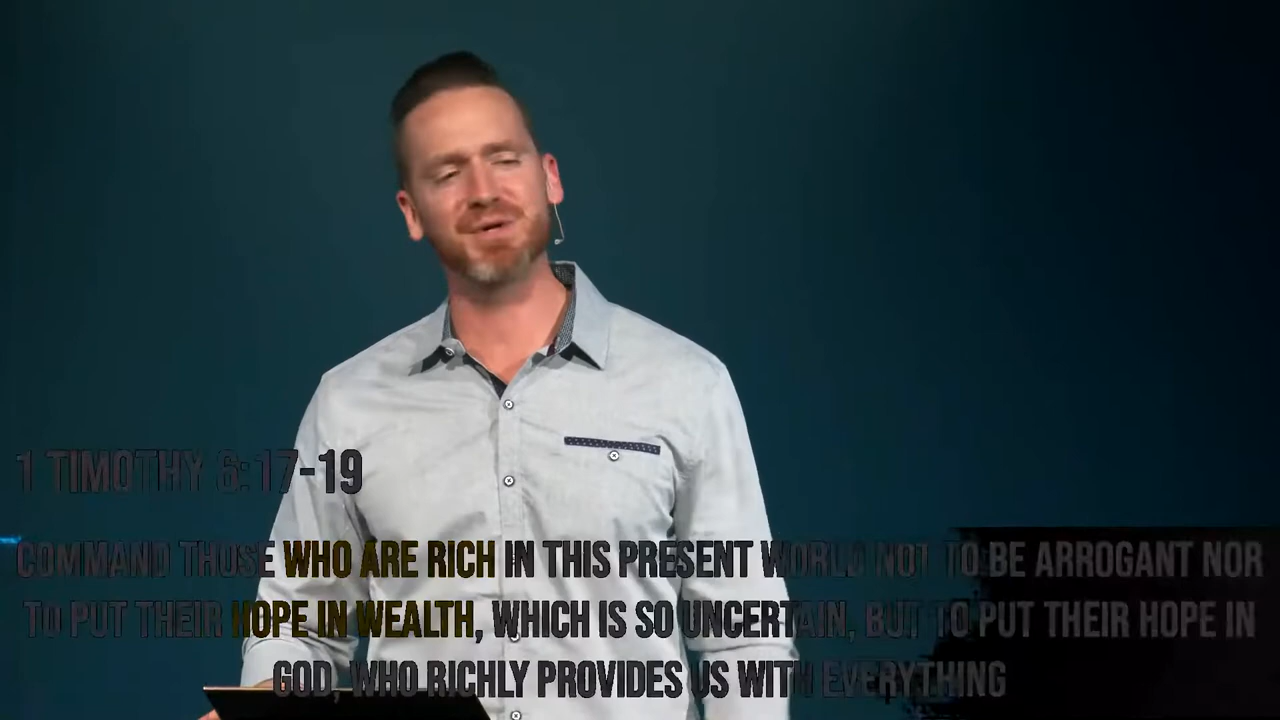 1 TIMOTHY 6:17-19
COMMAND THOSE WHO ARE RICH IN THIS PRESENT WORLD NOT TO BE ARROGANT NOR
TO PUT THEIR HOPE IN WEALTH, WHICH IS SO UNCERTAIN, BUT TO PUT THEIR HOPE IN
GOD, WHO RICHLY PROVIDES US WITH EVERYTHING